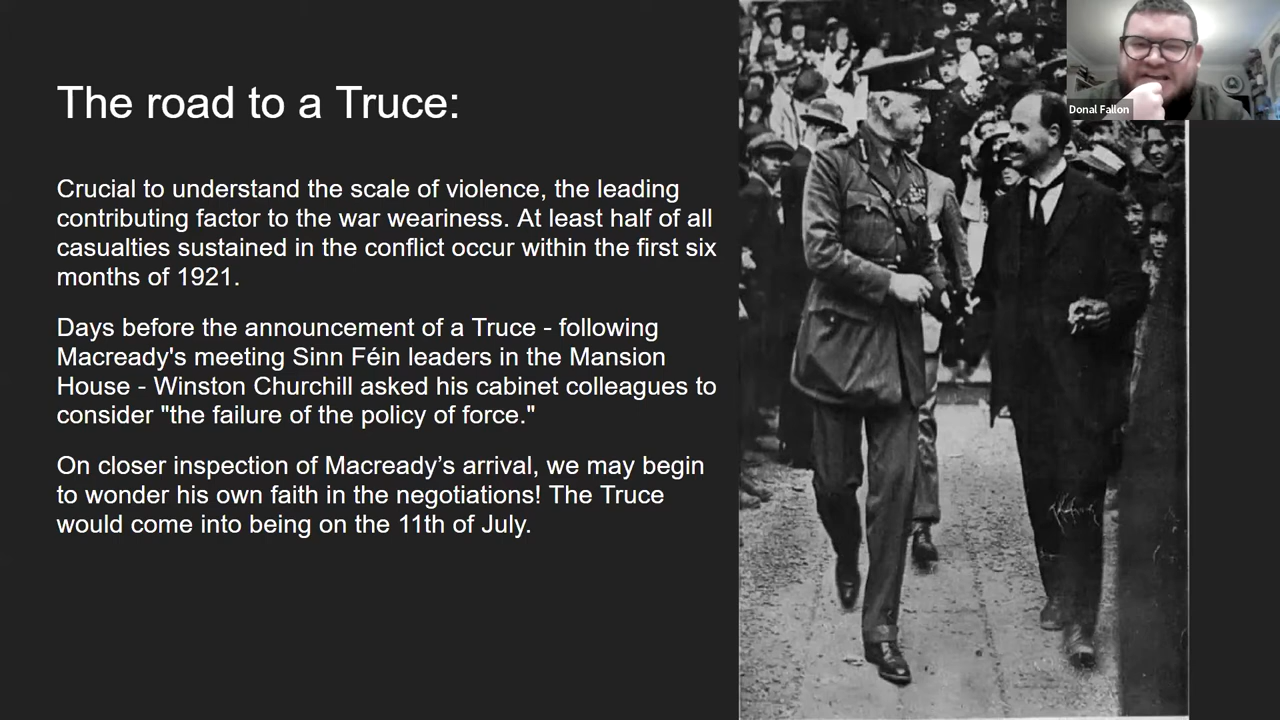 The road to a Truce:
Crucial to understand the scale of violence, the leading
contributing factor to the war weariness. At least half of all
casualties sustained in the conflict occur within the first six
months of 1921.
Days before the announcement of a Truce - following
Macready's meeting Sinn Féin leaders in the Mansion
House - Winston Churchill asked his cabinet colleagues to
consider "the failure of the policy of force."
On closer inspection of Macready’s arrival, we may begin
to wonder his own faith in the negotiations! The Truce
would come into being on the 11th of July.
Donal Fallon